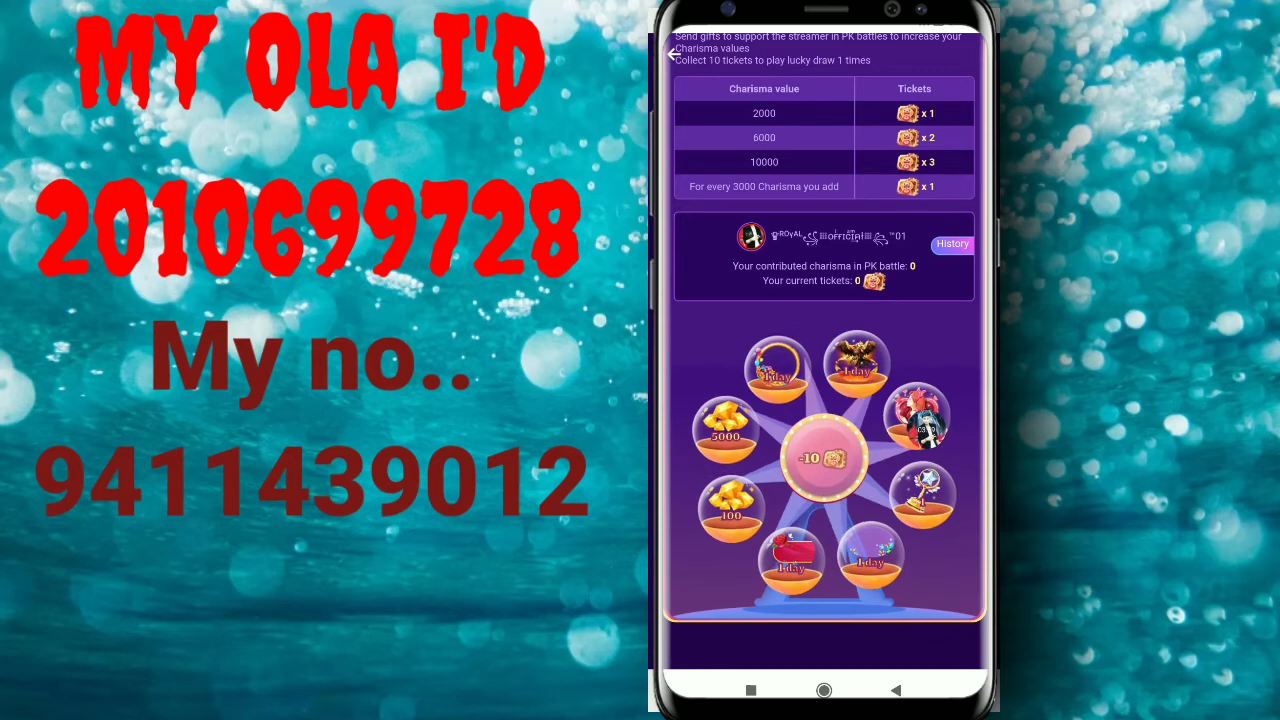 MY OLA I'D
2010699728
My no..
9411439012
Send gifts to support the streamer in PK battles to increase your
Charisma values
Collect 10 tickets to play lucky draw 1 times
Charisma value Tickets
2000 x 1
6000 x 2
10000 x 3
For every 3000 Charisma you add x 1
™01
History
Your contributed charisma in PK battle: 0
Your current tickets: 0
1 day
1 day
5000
-10
1
100
1 day
1 day